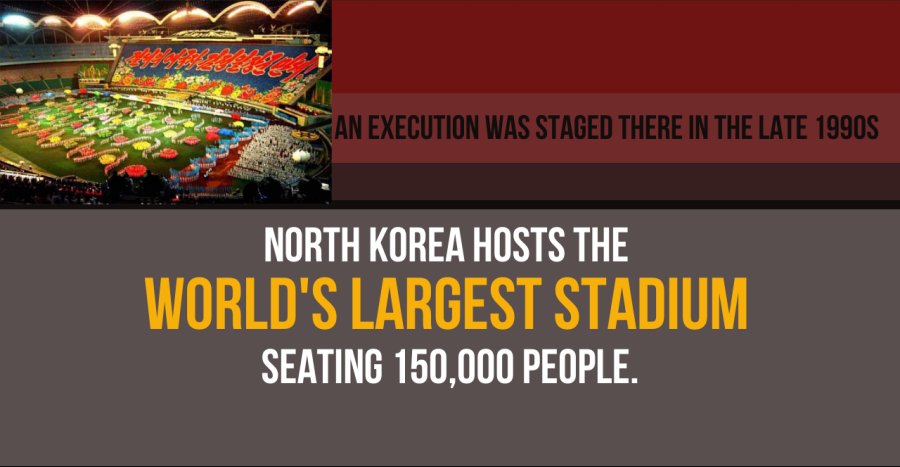 AN EXECUTION WAS STAGED THERE IN THE LATE 1990S
NORTH KOREA HOSTS THE
WORLD'S LARGEST STADIUM
SEATING 150,000 PEOPLE.